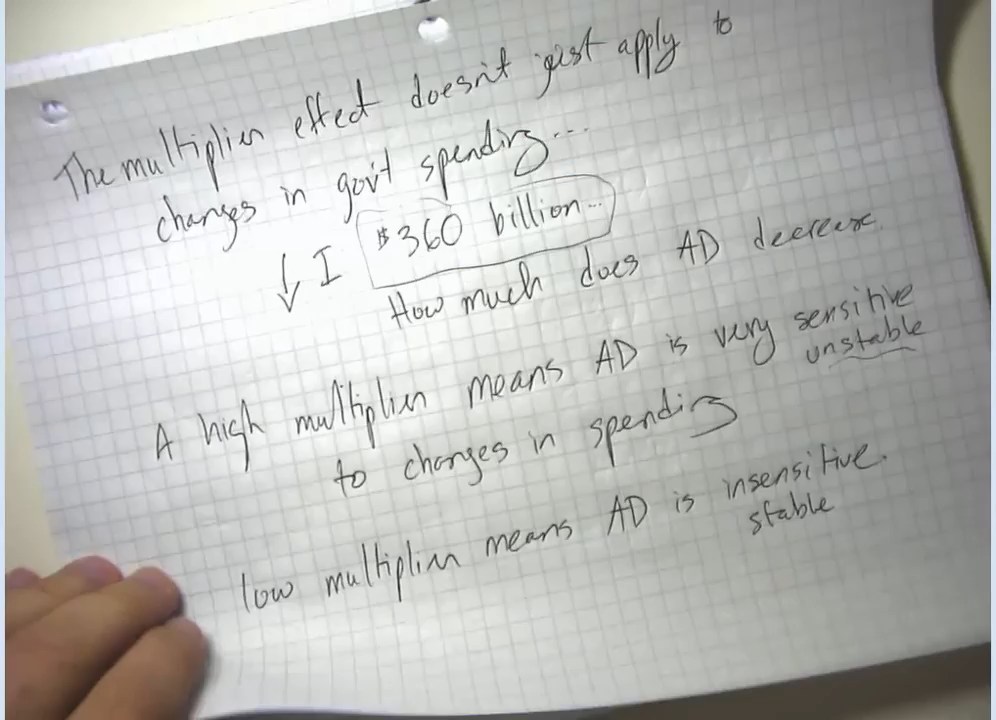 The multiplier effect doesn't just apply to
changes in gov't spending...
↓ I $360 billion...
How much does AD decrease.
A high multiplier means AD is very sensitive
unstable
to changes in spending
low multiplier means AD is insensitive.
stable